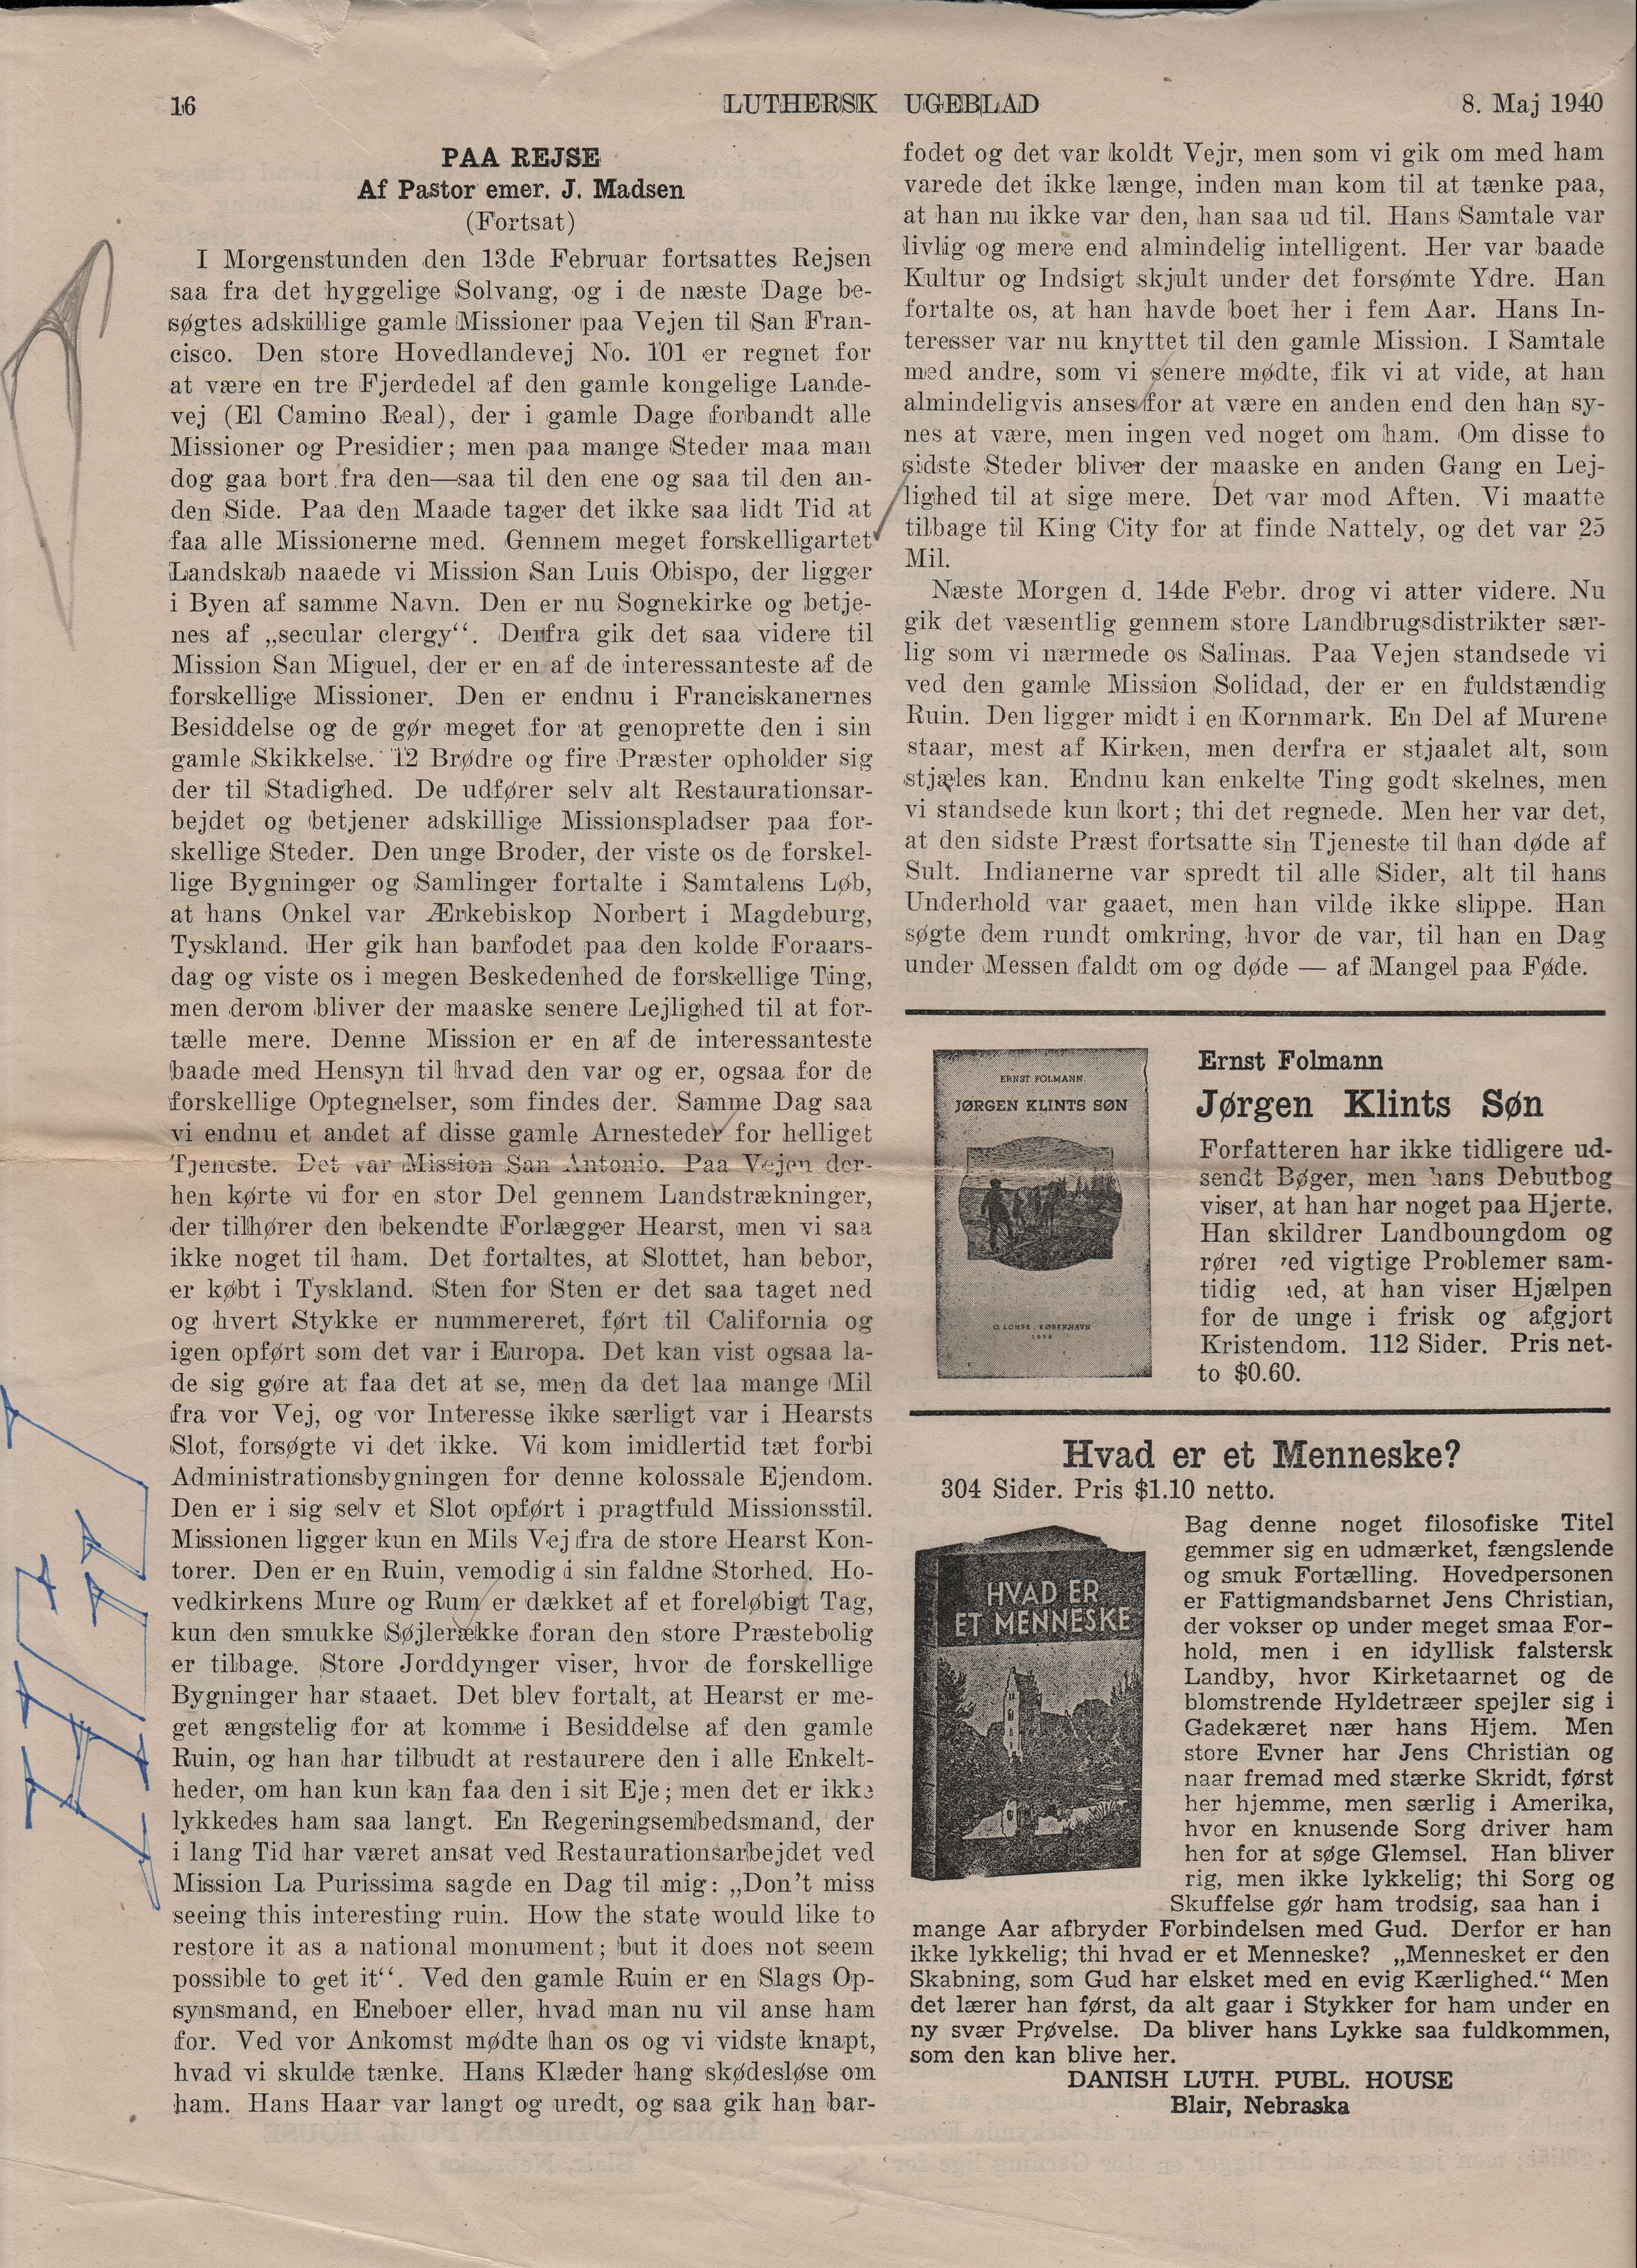 16
LUTHERSK UGEBLAD
8. Maj 1940
PAA REJSE
Af Pastor emer. J. Madsen
(Fortsat)
I Morgenstunden den 13de Februar fortsattes Rejsen
saa fra det hyggelige Solvang, og i de næste Dage be-
søgtes adskillige gamle Missioner paa Vejen til San Fran-
cisco. Den store Hovedlandevej No. 101 er regnet for
at være en tre Fjerdedel af den gamle kongelige Lande-
vej (El Camino Real), der i gamle Dage forbandt alle
Missioner og Presidier; men paa mange Steder maa man
dog gaa bort fra den—saa til den ene og saa til den an-
den Side. Paa den Maade tager det ikke saa lidt Tid at
faa alle Missionerne med. Gennem meget forskelligartet
Landskab naaede vi Mission San Luis Obispo, der ligger
i Byen af samme Navn. Den er nu Sognekirke og betje-
nes af „secular clergy“. Derfra gik det saa videre til
Mission San Miguel, der er en af de interessanteste af de
forskellige Missioner. Den er endnu i Franciskanernes
Besiddelse og de gør meget for at genoprette den i sin
gamle Skikkelse. 12 Brødre og fire Præster opholder sig
der til Stadighed. De udfører selv alt Restaurationsar-
bejdet og betjener adskillige Missionspladser paa for-
skellige Steder. Den unge Broder, der viste os de forskel-
lige Bygninger og Samlinger fortalte i Samtalens Løb,
at hans Onkel var Ærkebiskop Norbert i Magdeburg,
Tyskland. Her gik han barfodet paa den kolde Foraars-
dag og viste os i megen Beskedenhed de forskellige Ting,
men derom bliver der maaske senere Lejlighed til at for-
tælle mere. Denne Mission er en af de interessanteste
baade med Hensyn til hvad den var og er, ogsaa for de
forskellige Optegnelser, som findes der. Samme Dag saa
vi endnu et andet af disse gamle Arnesteder for helliget
Tjeneste. Det var Mission San Antonio. Paa Vejen der-
hen kørte vi for en stor Del gennem Landstrækninger,
der tilhører den bekendte Forlægger Hearst, men vi saa
ikke noget til ham. Det fortaltes, at Slottet, han bebor,
er købt i Tyskland. Sten for Sten er det saa taget ned
og hvert Stykke er nummereret, ført til California og
igen opført som det var i Europa. Det kan vist ogsaa la-
de sig gøre at faa det at se, men da det laa mange Mil
fra vor Vej, og vor Interesse ikke særligt var i Hearsts
Slot, forsøgte vi det ikke. Vi kom imidlertid tæt forbi
Administrationsbygningen for denne kolossale Ejendom.
Den er i sig selv et Slot opført i pragtfuld Missionsstil.
Missionen ligger kun en Mils Vej fra de store Hearst Kon-
torer. Den er en Ruin, vemodig i sin faldne Storhed. Ho-
vedkirkens Mure og Rum er dækket af et foreløbigt Tag,
kun den smukke Søjlerække foran den store Præstebolig
er tilbage. Store Jorddynger viser, hvor de forskellige
Bygninger har staaet. Det blev fortalt, at Hearst er me-
get ængstelig for at komme i Besiddelse af den gamle
Ruin, og han har tilbudt at restaurere den i alle Enkelt-
heder, om han kun kan faa den i sit Eje; men det er ikke
lykkedes ham saa langt. En Regeringsembedsmand, der
i lang Tid har været ansat ved Restaurationsarbejdet ved
Mission La Purissima sagde en Dag til mig: „Don't miss
seeing this interesting ruin. How the state would like to
restore it as a national monument; but it does not seem
possible to get it“. Ved den gamle Ruin er en Slags Op-
synsmand, en Eneboer eller, hvad man nu vil anse ham
for. Ved vor Ankomst mødte han os og vi vidste knapt,
hvad vi skulde tænke. Hans Klæder hang skødesløse om
ham. Hans Haar var langt og uredt, og saa gik han bar-
fodet og det var koldt Vejr, men som vi gik om med ham
varede det ikke længe, inden man kom til at tænke paa,
at han nu ikke var den, han saa ud til. Hans Samtale var
livlig og mere end almindelig intelligent. Her var baade
Kultur og Indsigt skjult under det forsømte Ydre. Han
fortalte os, at han havde boet her i fem Aar. Hans In-
teresser var nu knyttet til den gamle Mission. I Samtale
med andre, som vi senere mødte, fik vi at vide, at han
almindeligvis anses for at være en anden end den han sy-
nes at være, men ingen ved noget om ham. Om disse to
sidste Steder bliver der maaske en anden Gang en Lej-
lighed til at sige mere. Det var mod Aften. Vi maatte
tilbage til King City for at finde Nattely, og det var 25
Mil.
Næste Morgen d. 14de Febr. drog vi atter videre. Nu
gik det væsentlig gennem store Landbrugsdistrikter sær-
lig som vi nærmede os Salinas. Paa Vejen standsede vi
ved den gamle Mission Solidad, der er en fuldstændig
Ruin. Den ligger midt i en Kornmark. En Del af Murene
staar, mest af Kirken, men derfra er stjaalet alt, som
stjæles kan. Endnu kan enkelte Ting godt skelnes, men
vi standsede kun kort; thi det regnede. Men her var det,
at den sidste Præst fortsatte sin Tjeneste til han døde af
Sult. Indianerne var spredt til alle Sider, alt til hans
Underhold var gaaet, men han vilde ikke slippe. Han
søgte dem rundt omkring, hvor de var, til han en Dag
under Messen faldt om og døde — af Mangel paa Føde.
ERNST FOLMANN
JØRGEN KLINTS SØN
O. LOHSE . KØBENHAVN
Ernst Folmann
Jørgen Klints Søn
Forfatteren har ikke tidligere ud-
sendt Bøger, men hans Debutbog
viser, at han har noget paa Hjerte.
Han skildrer Landboungdom og
rører ved vigtige Problemer sam-
tidig med, at han viser Hjælpen
for de unge i frisk og afgjort
Kristendom. 112 Sider. Pris net-
to $0.60.
Hvad er et Menneske?
304 Sider. Pris $1.10 netto.
HVAD ER
ET MENNESKE
Bag denne noget filosofiske Titel
gemmer sig en udmærket, fængslende
og smuk Fortælling. Hovedpersonen
er Fattigmandsbarnet Jens Christian,
der vokser op under meget smaa For-
hold, men i en idyllisk falstersk
Landby, hvor Kirketaarnet og de
blomstrende Hyldetræer spejler sig i
Gadekæret nær hans Hjem. Men
store Evner har Jens Christian og
naar fremad med stærke Skridt, først
her hjemme, men særlig i Amerika,
hvor en knusende Sorg driver ham
hen for at søge Glemsel. Han bliver
rig, men ikke lykkelig; thi Sorg og
Skuffelse gør ham trodsig, saa han i
mange Aar afbryder Forbindelsen med Gud. Derfor er han
ikke lykkelig; thi hvad er et Menneske? „Mennesket er den
Skabning, som Gud har elsket med en evig Kærlighed.“ Men
det lærer han først, da alt gaar i Stykker for ham under en
ny svær Prøvelse. Da bliver hans Lykke saa fuldkommen,
som den kan blive her.
DANISH LUTH. PUBL. HOUSE
Blair, Nebraska